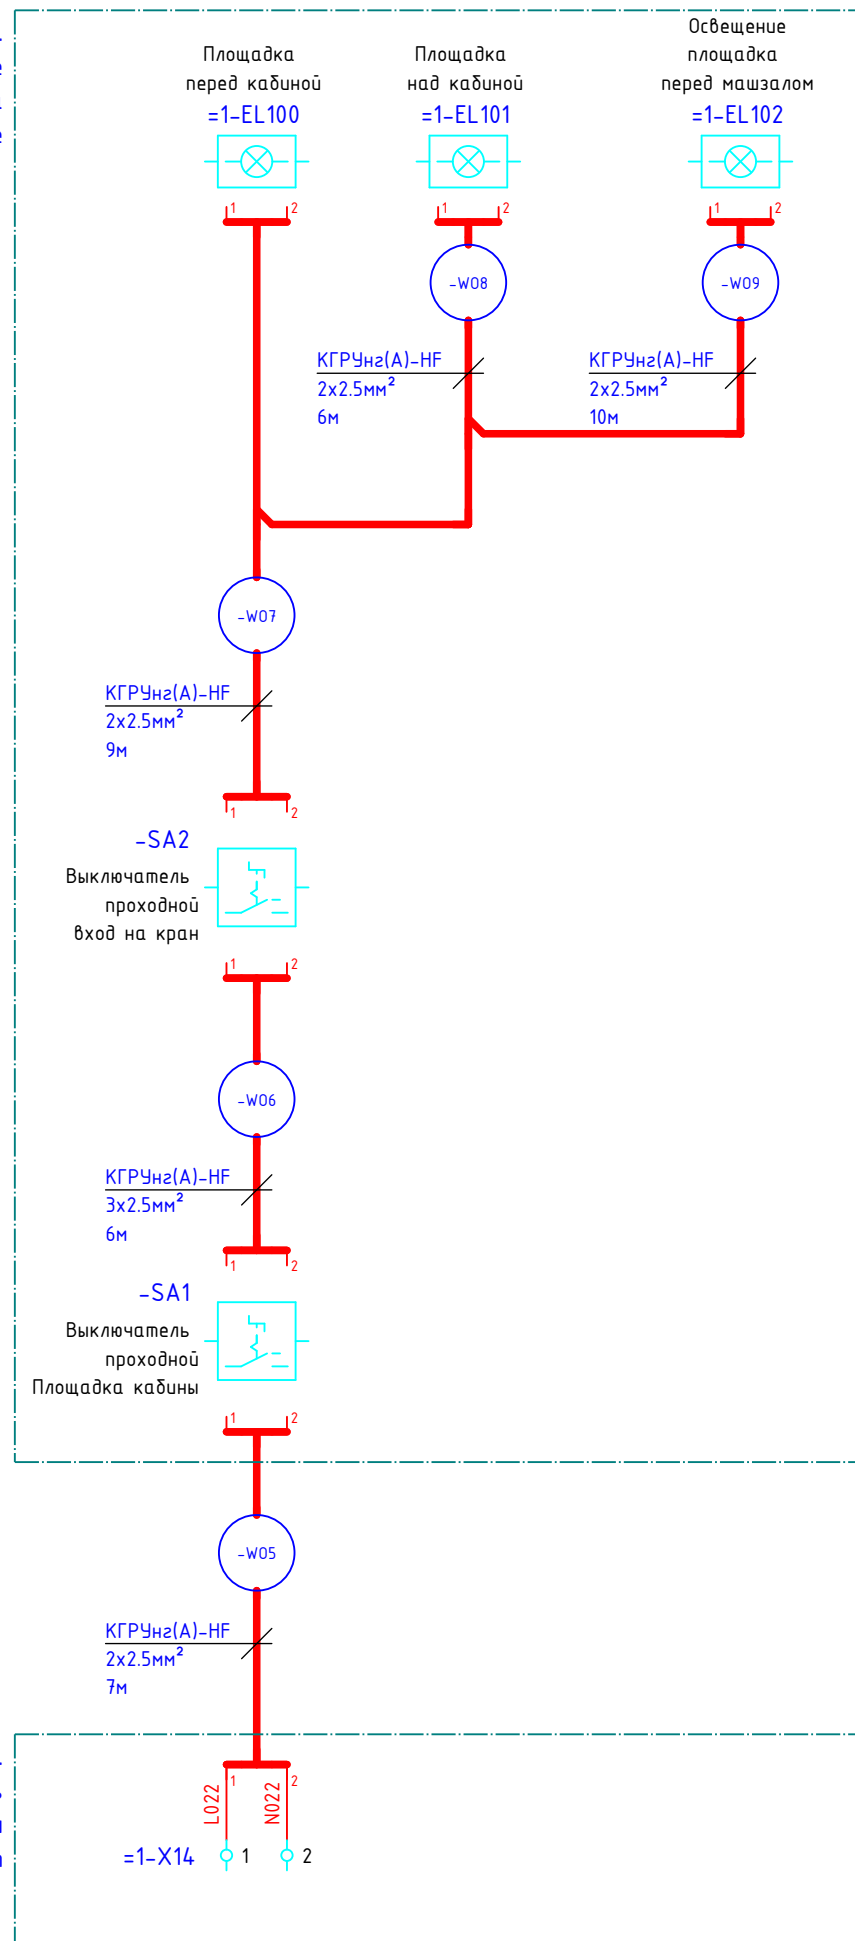 Площадка
перед кабиной
=1-EL100
Площадка
над кабиной
=1-EL101
Освещение
площадка
перед машзалом
=1-EL102
1 2
1 2
1 2
-W08
-W09
КГРУнг(А)-HF
2x2.5мм²
6м
КГРУнг(А)-HF
2x2.5мм²
10м
-W07
КГРУнг(А)-HF
2x2.5мм²
9м
1 2
-SA2
Выключатель
проходной
вход на кран
1 2
-W06
КГРУнг(А)-HF
3x2.5мм²
6м
1 2
-SA1
Выключатель
проходной
Площадка кабины
1 2
-W05
КГРУнг(А)-HF
2x2.5мм²
7м
1 2
L022
N022
=1-X14 1 2